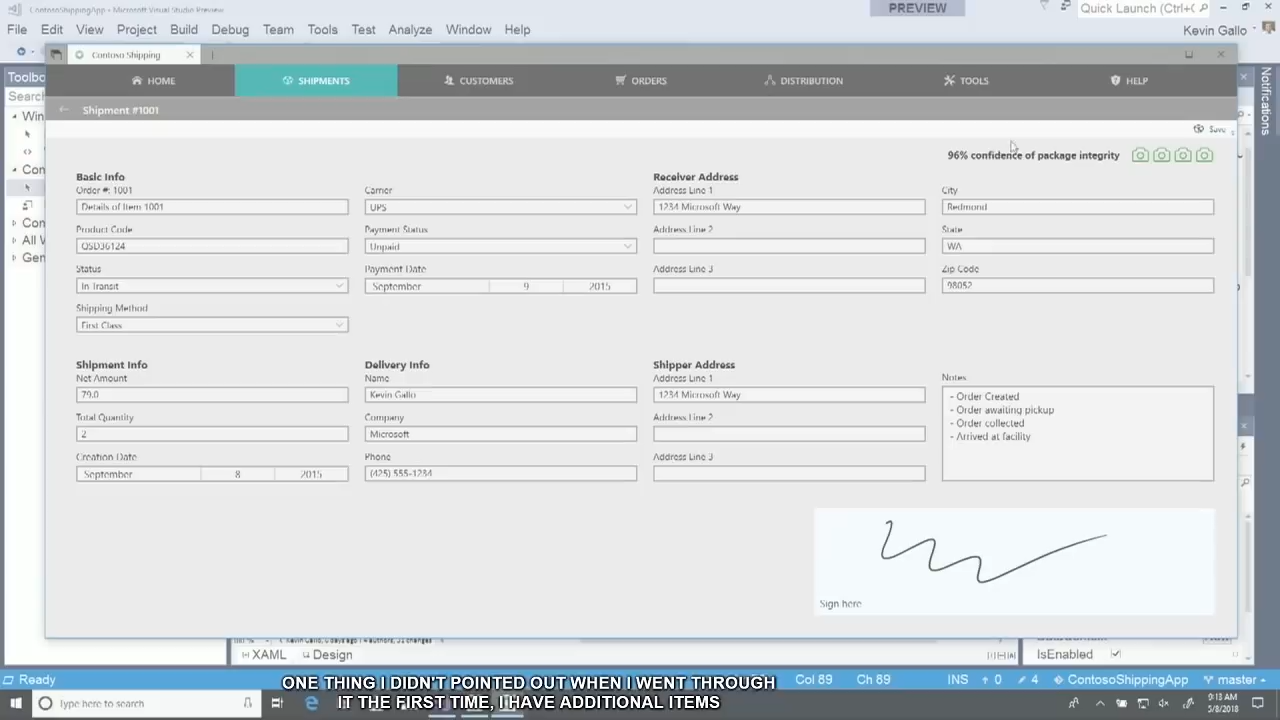 ContosoShippingApp - Microsoft Visual Studio Preview
PREVIEW
Quick Launch (Ctrl+Q)
File Edit View Project Build Debug Team Tools Test Analyze Window Help
Kevin Gallo
Contoso Shipping
Toolbo
Notifications
HOME SHIPMENTS CUSTOMERS ORDERS DISTRIBUTION TOOLS HELP
Shipment #1001
Save
96% confidence of package integrity
Basic Info
Order #: 1001
Details of Item 1001
Product Code
QSD36124
Status
In Transit
Shipping Method
First Class
Carrier
UPS
Payment Status
Unpaid
Payment Date
September 9 2015
Receiver Address
Address Line 1
1234 Microsoft Way
Address Line 2
Address Line 3
City
Redmond
State
WA
Zip Code
98052
Shipment Info
Net Amount
79.0
Total Quantity
2
Creation Date
September 8 2015
Delivery Info
Name
Kevin Gallo
Company
Microsoft
Phone
(425) 555-1234
Shipper Address
Address Line 1
1234 Microsoft Way
Address Line 2
Address Line 3
Notes
- Order Created
- Order awaiting pickup
- Order collected
- Arrived at facility
Sign here
XAML Design
IsEnabled
Ready
Col 89 Ch 89 INS 0 4 ContosoShippingApp master
ONE THING I DIDN'T POINTED OUT WHEN I WENT THROUGH
IT THE FIRST TIME, I HAVE ADDITIONAL ITEMS
Type here to search
9:13 AM
5/8/2018